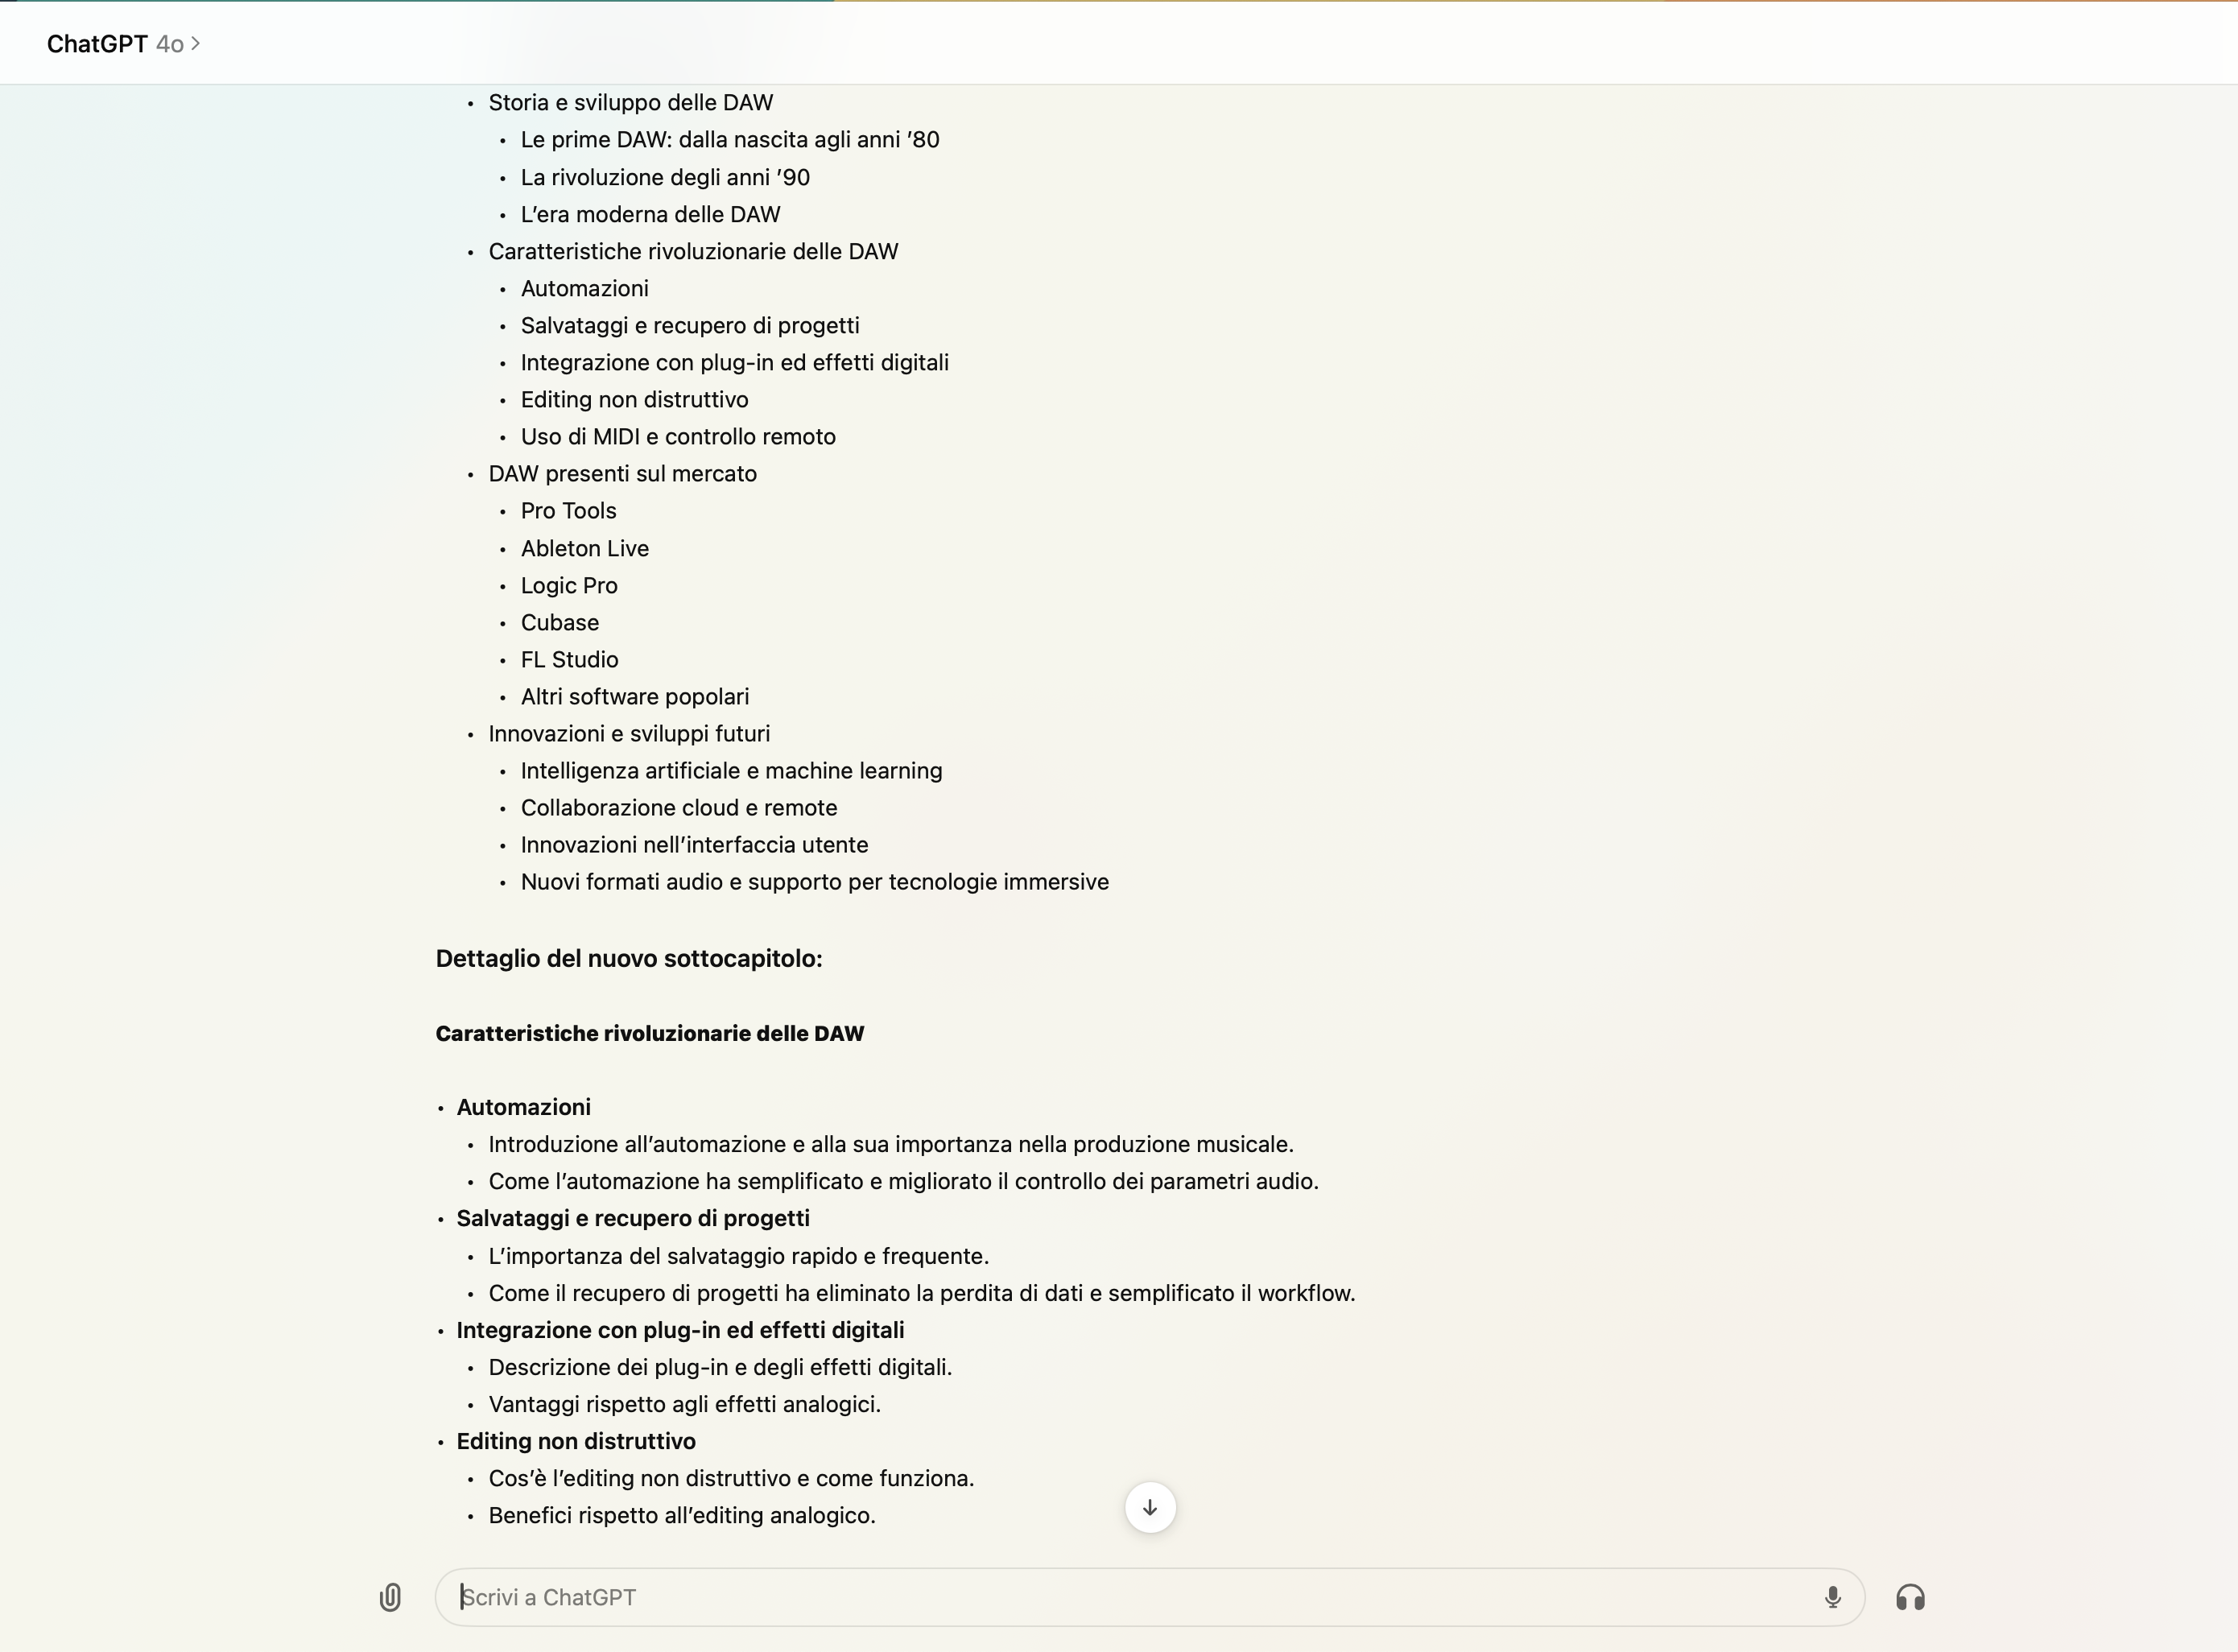 ChatGPT 4o >
• Storia e sviluppo delle DAW
• Le prime DAW: dalla nascita agli anni ’80
• La rivoluzione degli anni ’90
• L’era moderna delle DAW
• Caratteristiche rivoluzionarie delle DAW
• Automazioni
• Salvataggi e recupero di progetti
• Integrazione con plug-in ed effetti digitali
• Editing non distruttivo
• Uso di MIDI e controllo remoto
• DAW presenti sul mercato
• Pro Tools
• Ableton Live
• Logic Pro
• Cubase
• FL Studio
• Altri software popolari
• Innovazioni e sviluppi futuri
• Intelligenza artificiale e machine learning
• Collaborazione cloud e remote
• Innovazioni nell’interfaccia utente
• Nuovi formati audio e supporto per tecnologie immersive
Dettaglio del nuovo sottocapitolo:
Caratteristiche rivoluzionarie delle DAW
• Automazioni
• Introduzione all’automazione e alla sua importanza nella produzione musicale.
• Come l’automazione ha semplificato e migliorato il controllo dei parametri audio.
• Salvataggi e recupero di progetti
• L’importanza del salvataggio rapido e frequente.
• Come il recupero di progetti ha eliminato la perdita di dati e semplificato il workflow.
• Integrazione con plug-in ed effetti digitali
• Descrizione dei plug-in e degli effetti digitali.
• Vantaggi rispetto agli effetti analogici.
• Editing non distruttivo
• Cos’è l’editing non distruttivo e come funziona.
• Benefici rispetto all’editing analogico.
Scrivi a ChatGPT